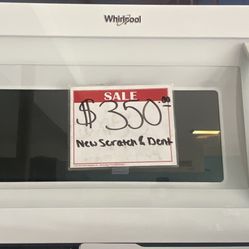 Whirlpool
SALE
$350.00
New Scratch & Dent